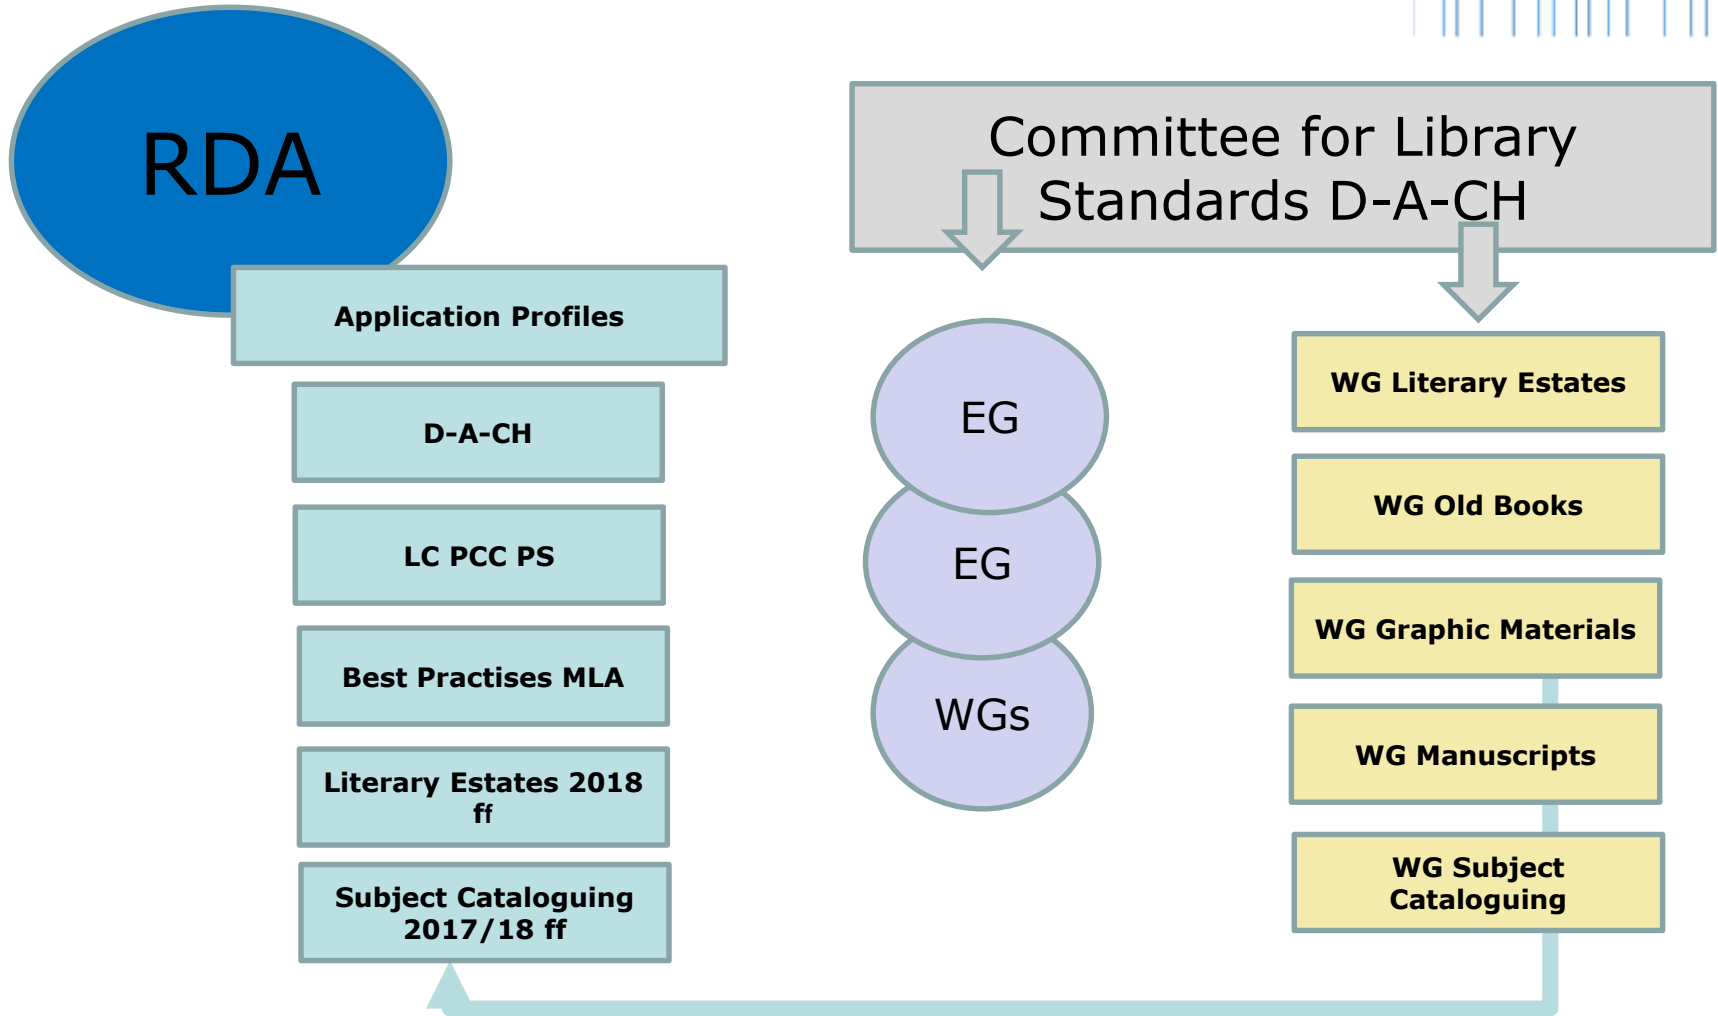 RDA
Application Profiles
D-A-CH
LC PCC PS
Best Practises MLA
Literary Estates 2018
ff
Subject Cataloguing
2017/18 ff
Committee for Library
Standards D-A-CH
EG
EG
WGs
WG Literary Estates
WG Old Books
WG Graphic Materials
WG Manuscripts
WG Subject
Cataloguing